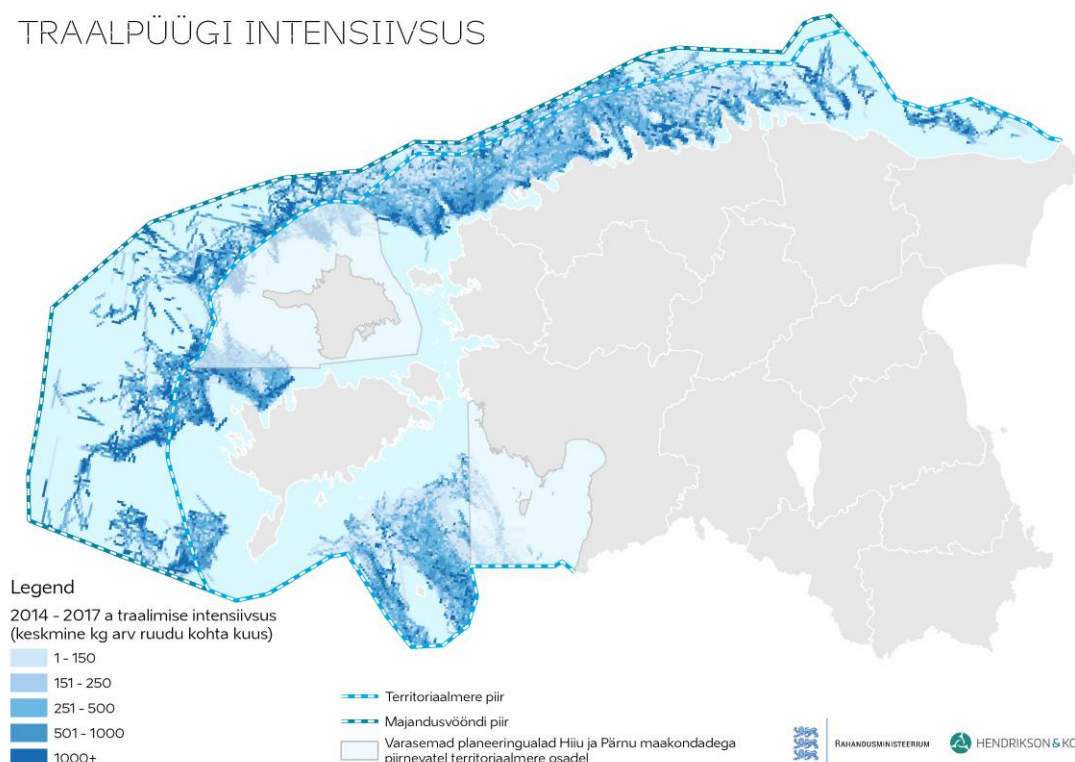 TRAALPÜÜGI INTENSIIVSUS
Legend
2014 - 2017 a traalimise intensiivsus
(keskmine kg arv ruudu kohta kuus)
1 - 150
151 - 250
251 - 500
501 - 1000
1000+
Territoriaalmere piir
Majandusvööndi piir
Varasemad planeeringualad Hiiu ja Pärnu maakondadega
piirnevatel territoriaalmere osadel
RAHANDUSMINISTEERIUM
HENDRIKSON & KO